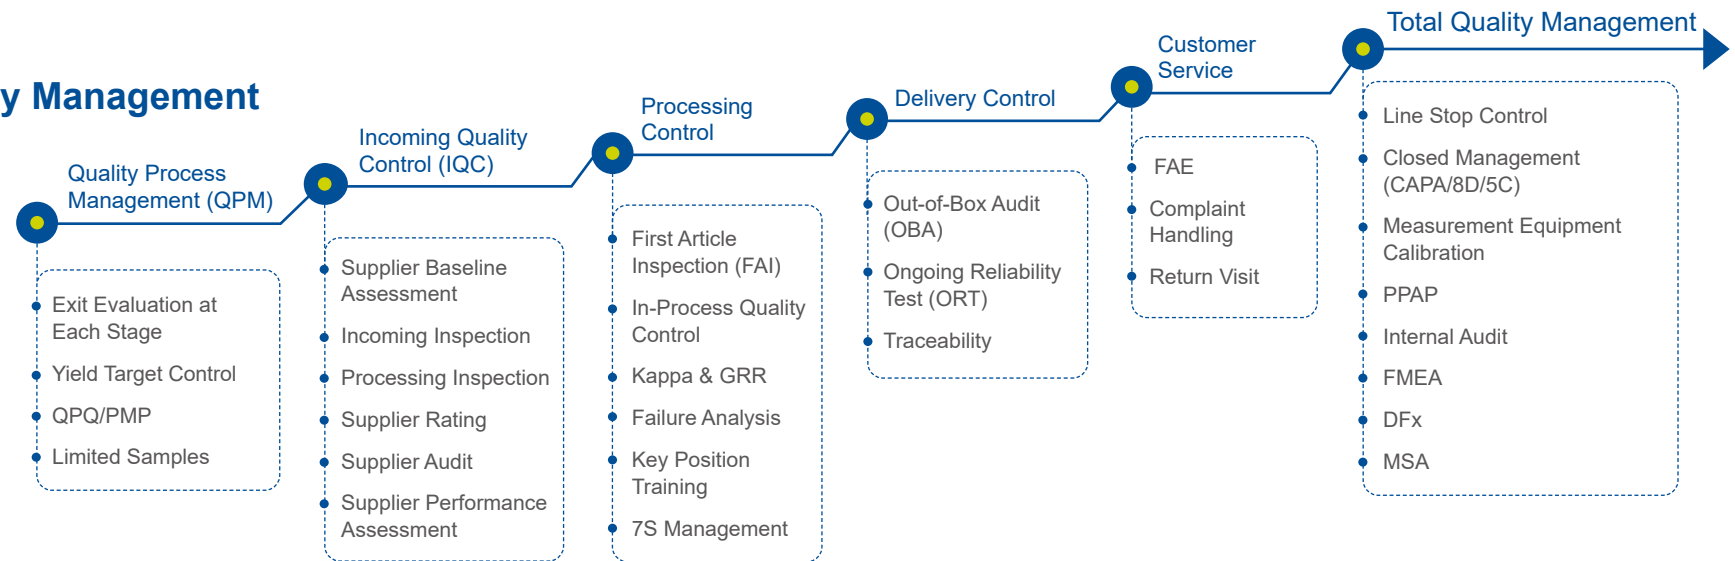 y Management
Quality Process
Management (QPM)
Exit Evaluation at
Each Stage
Yield Target Control
QPQ/PMP
Limited Samples
Incoming Quality
Control (IQC)
Supplier Baseline
Assessment
Incoming Inspection
Processing Inspection
Supplier Rating
Supplier Audit
Supplier Performance
Assessment
Processing
Control
First Article
Inspection (FAI)
In-Process Quality
Control
Kappa & GRR
Failure Analysis
Key Position
Training
7S Management
Delivery Control
Out-of-Box Audit
(OBA)
Ongoing Reliability
Test (ORT)
Traceability
Customer
Service
FAE
Complaint
Handling
Return Visit
Total Quality Management
Line Stop Control
Closed Management
(CAPA/8D/5C)
Measurement Equipment
Calibration
PPAP
Internal Audit
FMEA
DFx
MSA